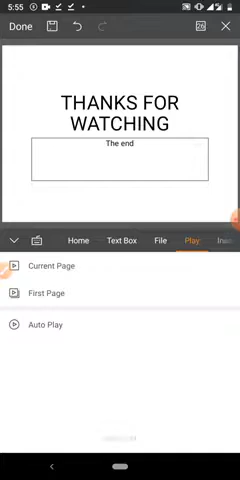 5:55
Done
26
THANKS FOR
WATCHING
The end
Home Text Box File Play
Current Page
First Page
Auto Play